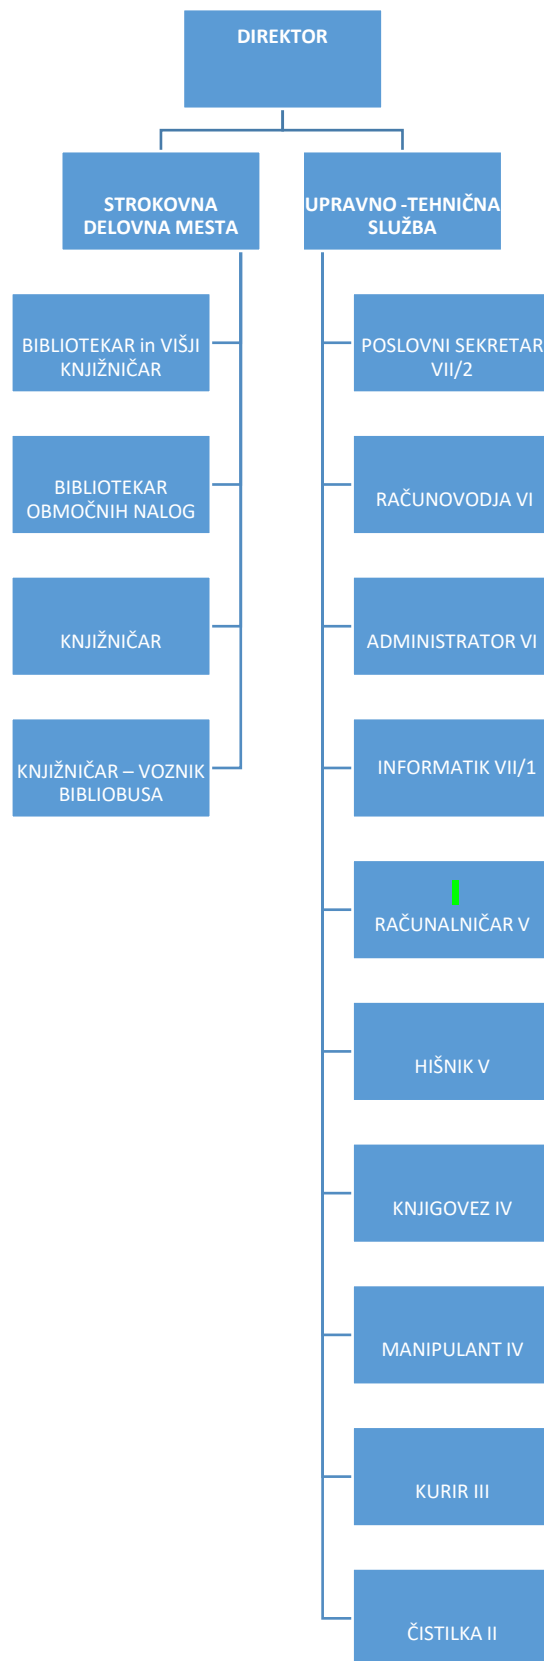 DIREKTOR
STROKOVNA
DELOVNA MESTA
BIBLIOTEKAR in VIŠJI
KNJIŽNIČAR
BIBLIOTEKAR
OBMOČNIH NALOG
KNJIŽNIČAR
KNJIŽNIČAR – VOZNIK
BIBLIOBUSA
UPRAVNO -TEHNIČNA
SLUŽBA
POSLOVNI SEKRETAR
VII/2
RAČUNOVODJA VI
ADMINISTRATOR VI
INFORMATIK VII/1
RAČUNALNIČAR V
HIŠNIK V
KNJIGOVEZ IV
MANIPULANT IV
KURIR III
ČISTILKA II